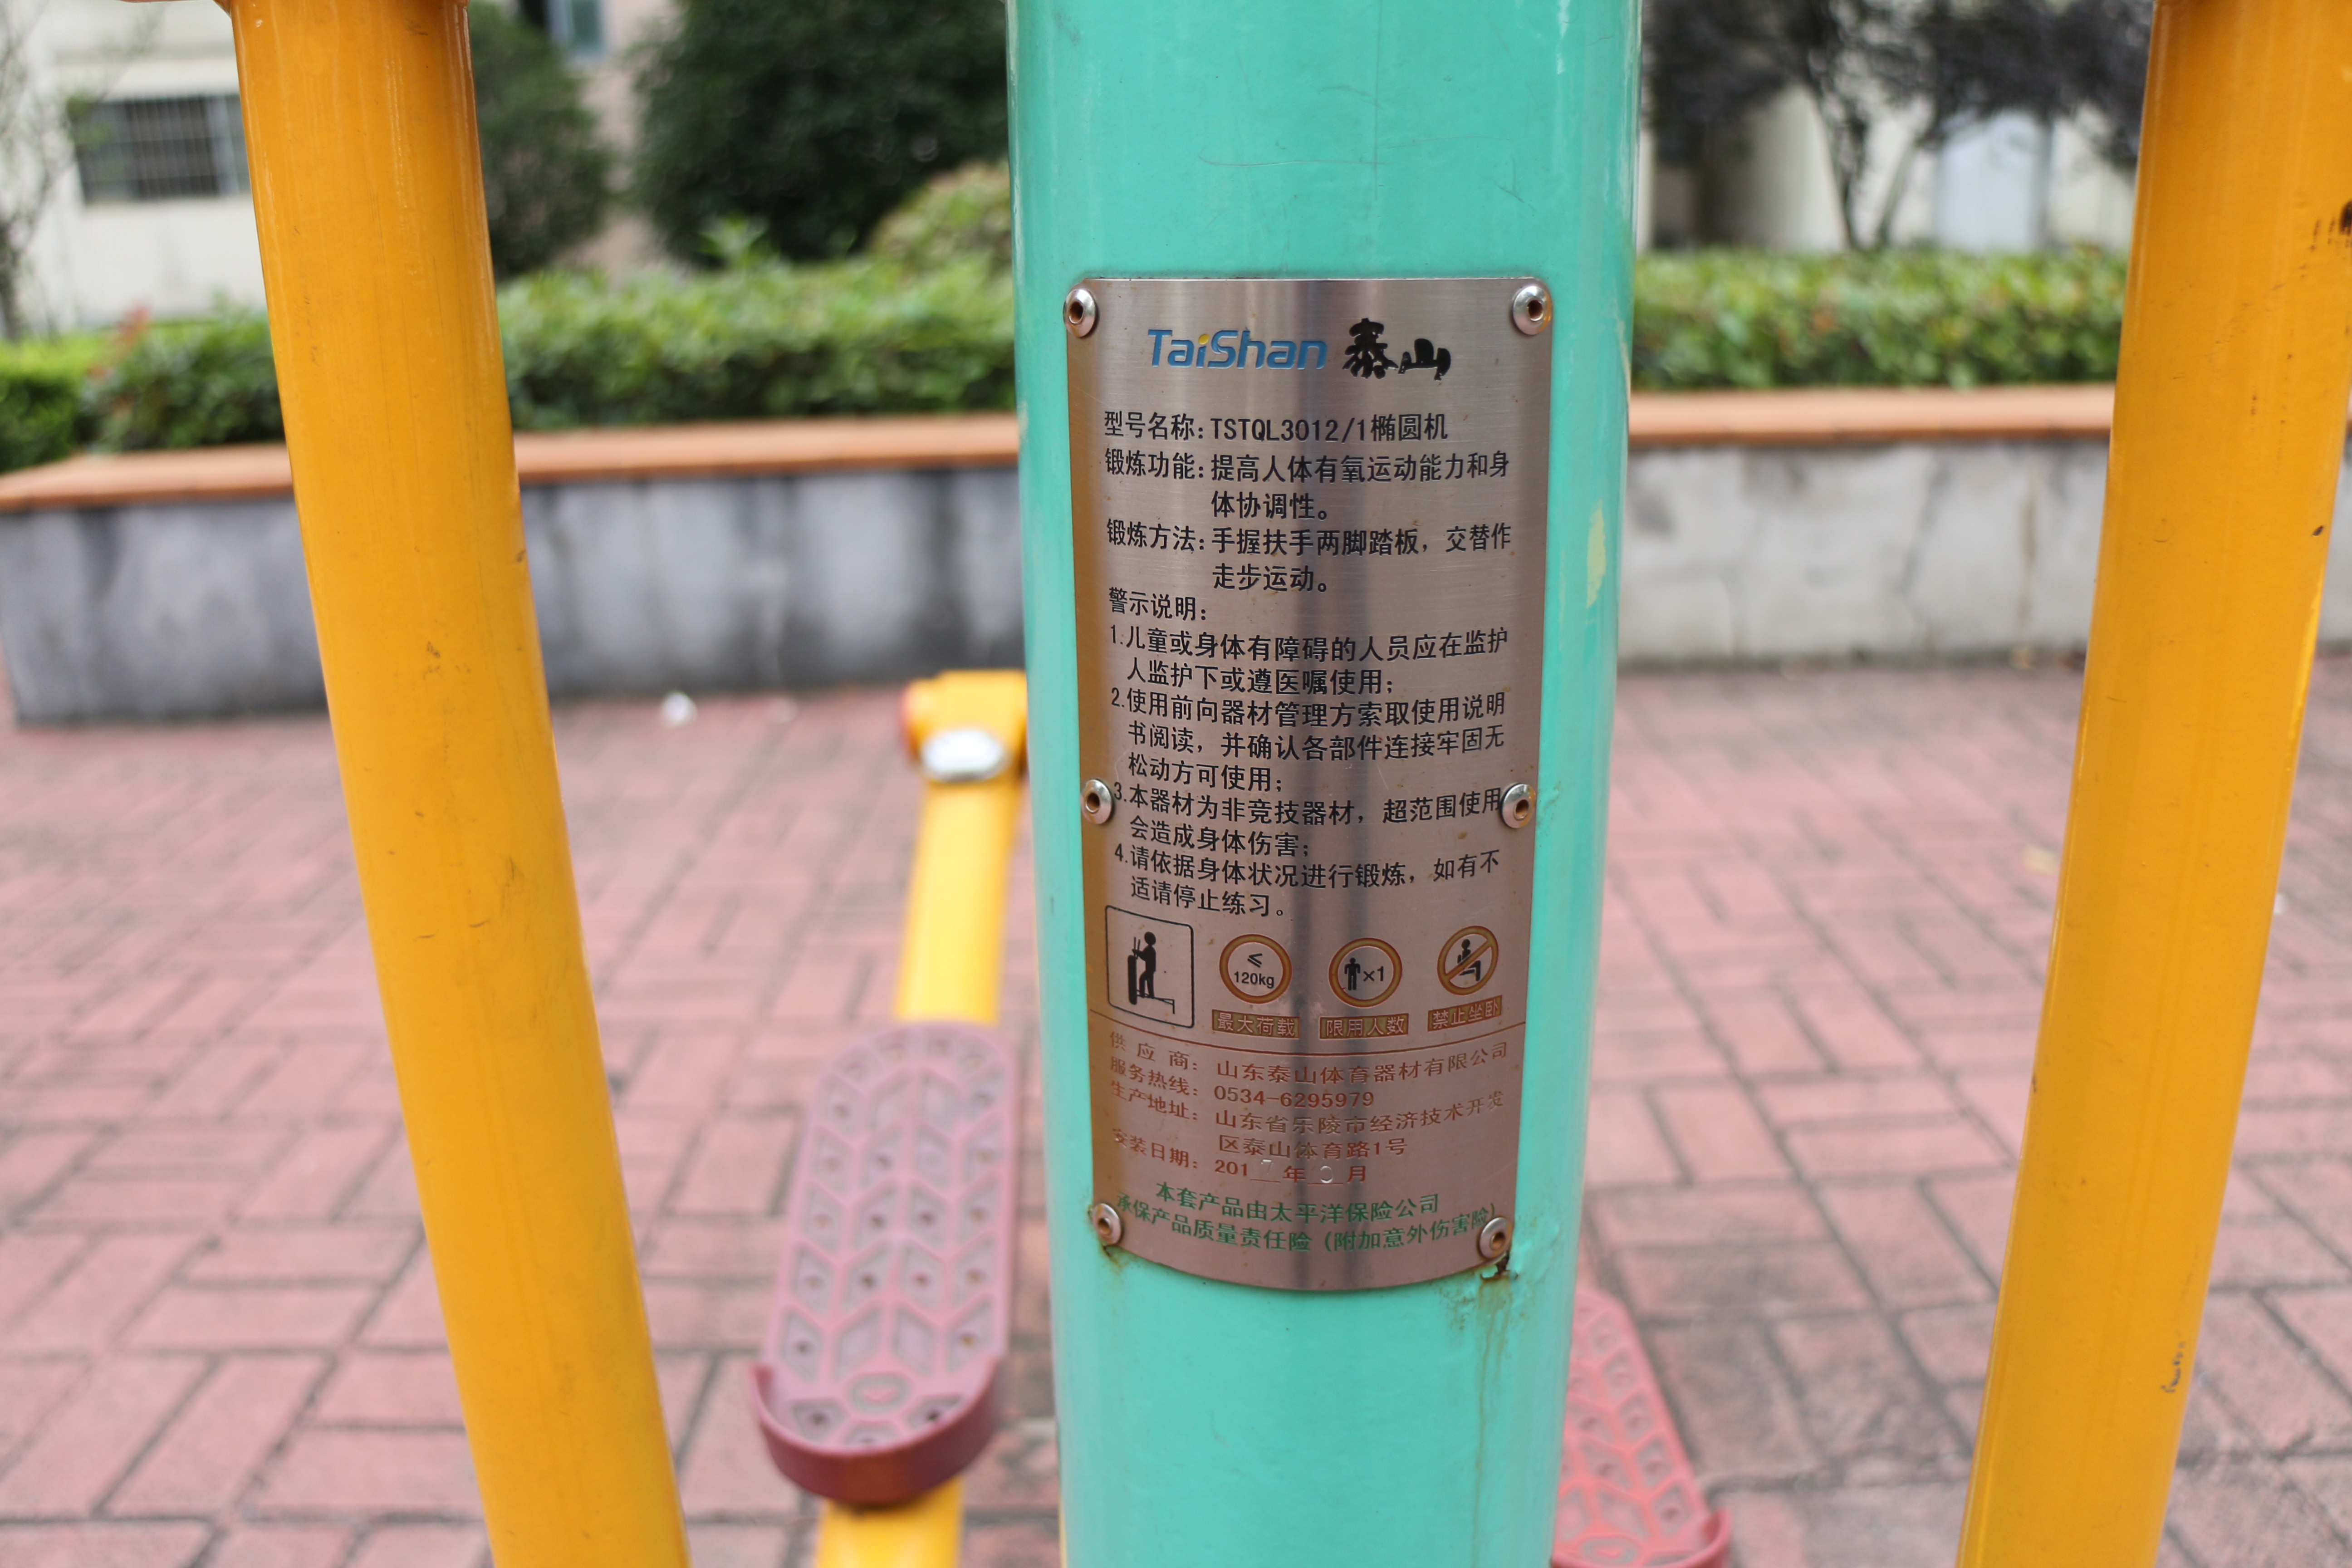 TaiShan 泰山
型号名称:TSTQL3012/1椭圆机
锻炼功能:提高人体有氧运动能力和身
体协调性。
锻炼方法:手握扶手两脚踏板，交替作
走步运动。
警示说明:
1.儿童或身体有障碍的人员应在监护
人监护下或遵医嘱使用;
2.使用前向器材管理方索取使用说明
书阅读，并确认各部件连接牢固无
松动方可使用;
3.本器材为非竞技器材，超范围使用
会造成身体伤害;
4.请依据身体状况进行锻炼，如有不
适请停止练习。
≤
120kg
×1
最大荷载 限用人数 禁止坐卧
供应商: 山东泰山体育器材有限公司
服务热线: 0534-6295979
生产地址: 山东省乐陵市经济技术开发
区泰山体育路1号
安装日期: 201 年 月
本套产品由太平洋保险公司
承保产品质量责任险 (附加意外伤害险)